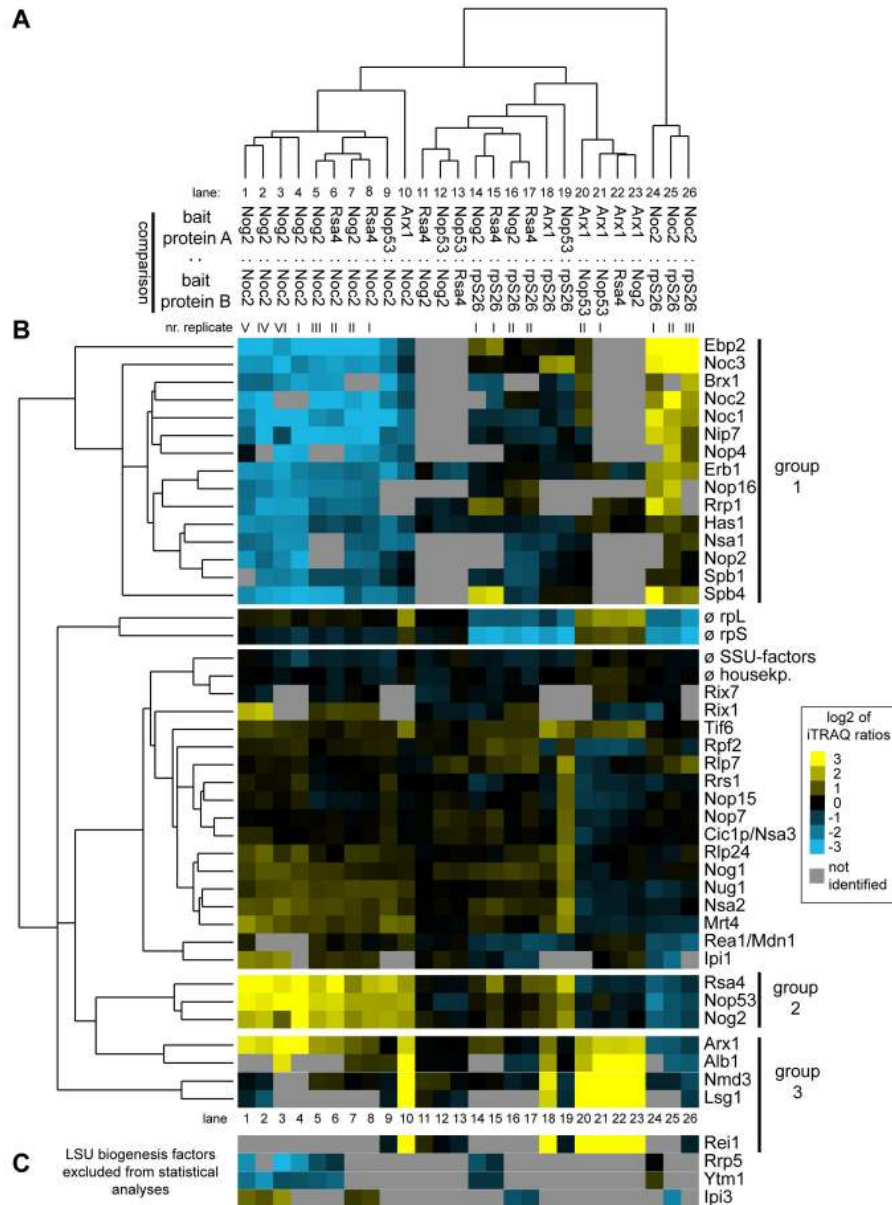 A
lane: 1 2 3 4 5 6 7 8 9 10 11 12 13 14 15 16 17 18 19 20 21 22 23 24 25 26
comparison
bait protein A
Nog2 Nog2 Nog2 Nog2 Nog2 Rsa4 Nog2 Rsa4 Nop53 Arx1 Rsa4 Nop53 Nop53 Nog2 Rsa4 Nog2 Rsa4 Arx1 Nop53 Arx1 Arx1 Arx1 Arx1 Noc2 Noc2 Noc2
: : : : : : : : : : : : : : : : : : : : : : : : : : :
bait protein B
Noc2 Noc2 Noc2 Noc2 Noc2 Noc2 Noc2 Noc2 Noc2 Noc2 Nog2 Nog2 Rsa4 rpS26 rpS26 rpS26 rpS26 rpS26 rpS26 Nop53 Nop53 Rsa4 Nog2 rpS26 rpS26 rpS26
B
nr. replicate V IV VI I III II II I I I II II II I I II III
Ebp2
Noc3
Brx1
Noc2
Noc1
Nip7
Nop4
Erb1
Nop16
Rrp1
Has1
Nsa1
Nop2
Spb1
Spb4
group 1
ø rpL
ø rpS
ø SSU-factors
ø housekp.
Rix7
Rix1
Tif6
Rpf2
Rlp7
Rrs1
Nop15
Nop7
Cic1p/Nsa3
Rlp24
Nog1
Nug1
Nsa2
Mrt4
Rea1/Mdn1
Ipi1
log2 of iTRAQ ratios
3
2
1
0
-1
-2
-3
not identified
Rsa4
Nop53
Nog2
group 2
Arx1
Alb1
Nmd3
Lsg1
group 3
lane 1 2 3 4 5 6 7 8 9 10 11 12 13 14 15 16 17 18 19 20 21 22 23 24 25 26
Rei1
C
LSU biogenesis factors excluded from statistical analyses
Rrp5
Ytm1
Ipi3